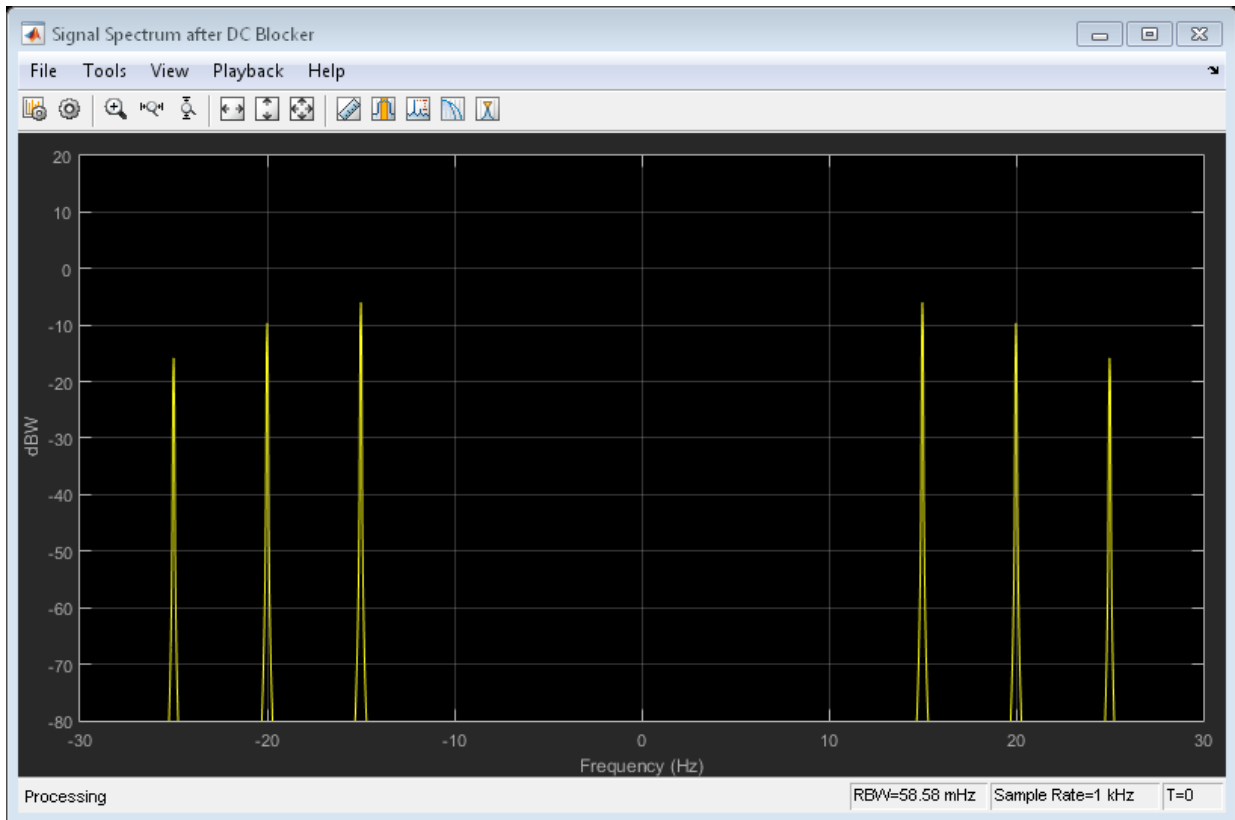 Signal Spectrum after DC Blocker
File Tools View Playback Help
20
10
0
-10
-20
-30
-40
-50
-60
-70
-80
dBW
-30 -20 -10 0 10 20 30
Frequency (Hz)
Processing RBW=58.58 mHz Sample Rate=1 kHz T=0